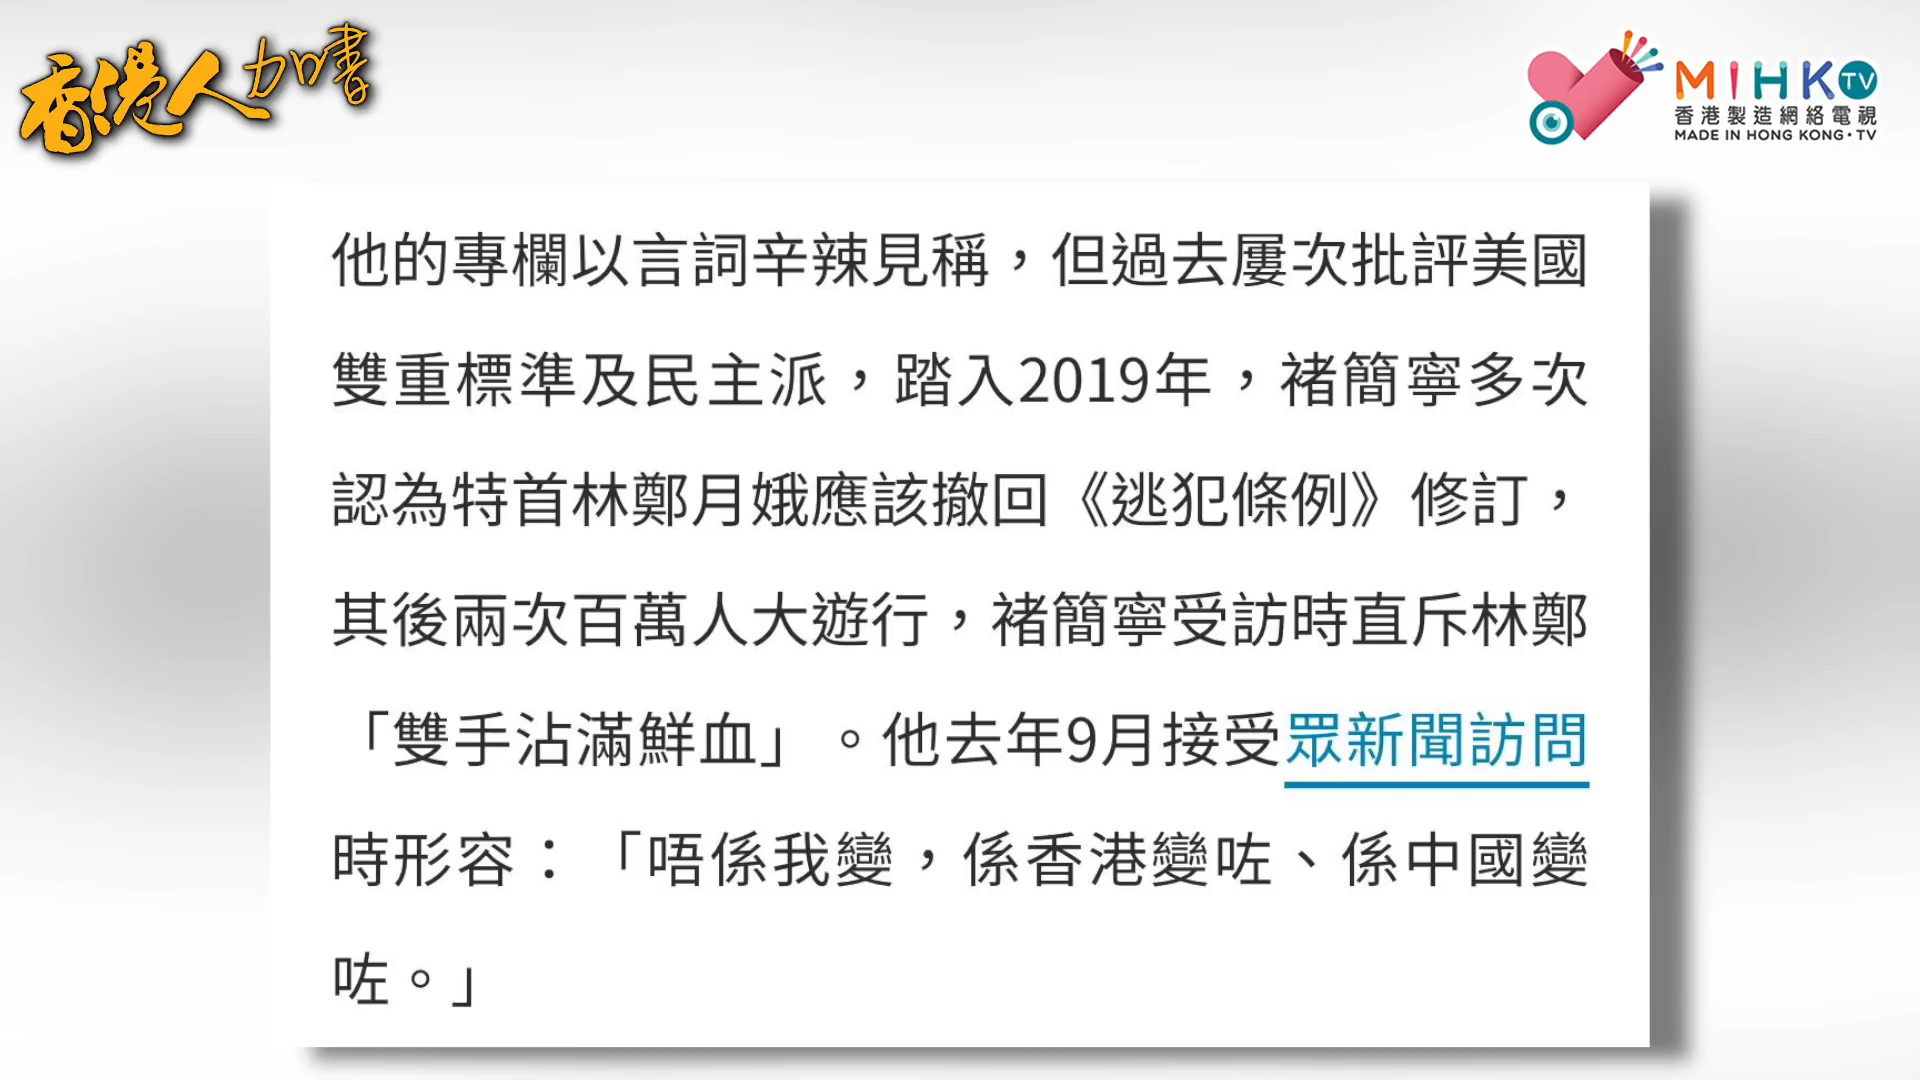 香港人加嘥
MIHK TV
香港製造網絡電視
MADE IN HONG KONG·TV
他的專欄以言詞辛辣見稱，但過去屢次批評美國
雙重標準及民主派，踏入2019年，褚簡寧多次
認為特首林鄭月娥應該撤回《逃犯條例》修訂，
其後兩次百萬人大遊行，褚簡寧受訪時直斥林鄭
「雙手沾滿鮮血」。他去年9月接受眾新聞訪問
時形容：「唔係我變，係香港變咗、係中國變
咗。」